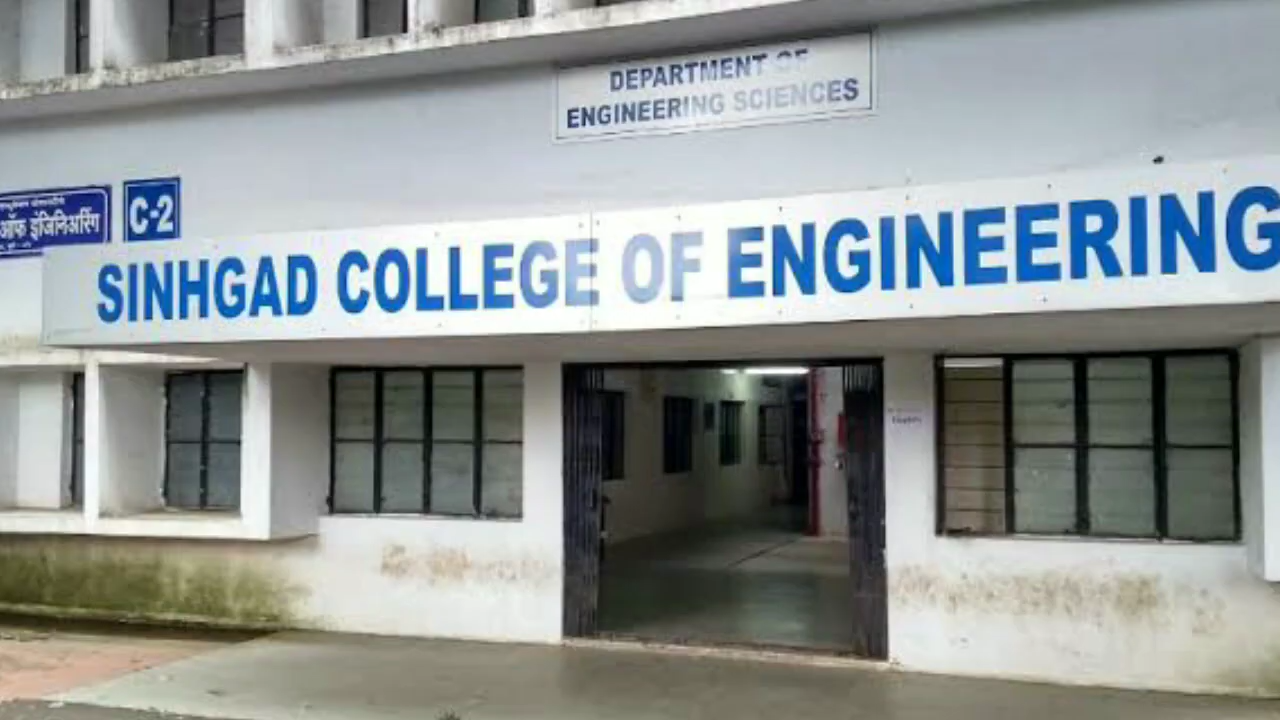 DEPARTMENT OF
ENGINEERING SCIENCES
ऑफ इंजिनिअरिंग
C-2
SINHGAD COLLEGE OF ENGINEERING